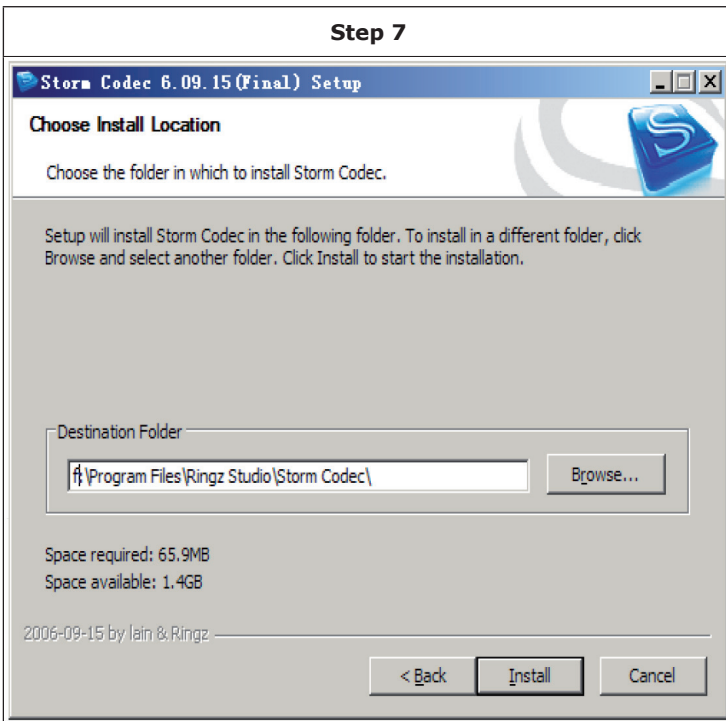 Step 7
Storm Codec 6.09.15(Final) Setup
Choose Install Location
Choose the folder in which to install Storm Codec.
S
Setup will install Storm Codec in the following folder. To install in a different folder, click
Browse and select another folder. Click Install to start the installation.
Destination Folder
f:\Program Files\Ringz Studio\Storm Codec\
Browse...
Space required: 65.9MB
Space available: 1.4GB
2006-09-15 by lain & Ringz
< Back
Install
Cancel